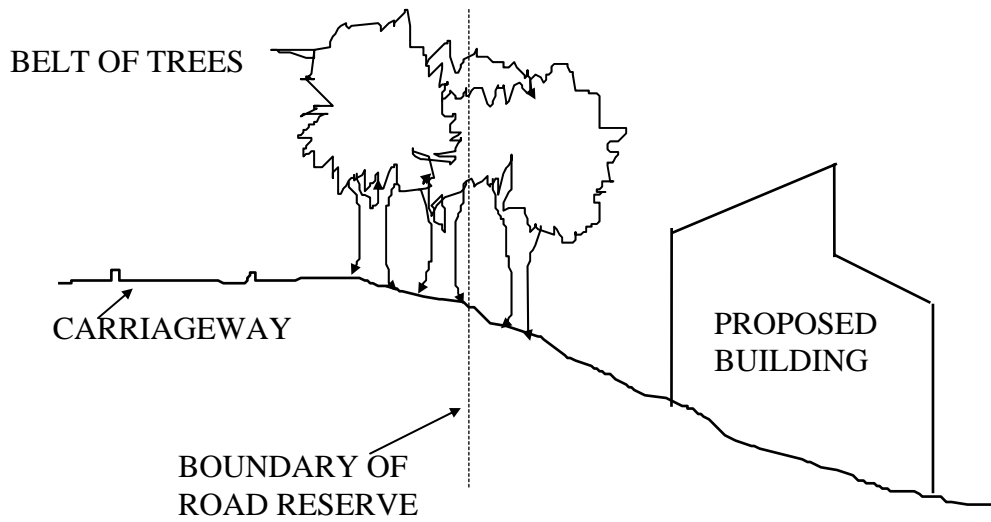 BELT OF TREES
CARRIAGEWAY
PROPOSED
BUILDING
BOUNDARY OF
ROAD RESERVE